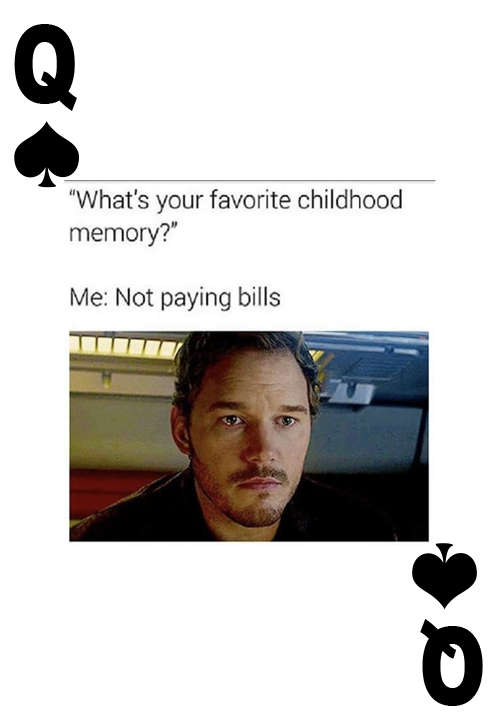 Q
“What's your favorite childhood
memory?”
Me: Not paying bills
Q